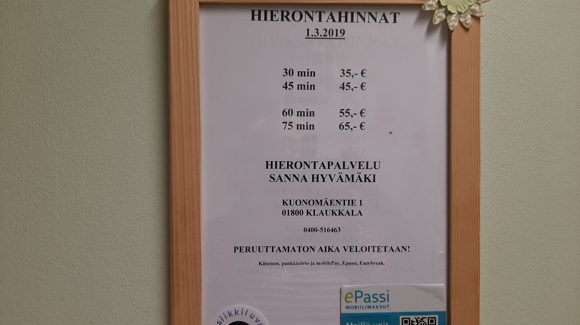 HIERONTAHINNAT
1.3.2019
30 min 35,- €
45 min 45,- €
60 min 55,- €
75 min 65,- €
HIERONTAPALVELU
SANNA HYVÄMÄKI
KUONOMÄENTIE 1
01800 KLAUKKALA
0400-516463
PERUUTTAMATON AIKA VELOITETAAN!
Käteinen, pankkisiirto ja mobilePay, Epassi, Eazybreak.
ePassi
MOBIILIMAKSUT